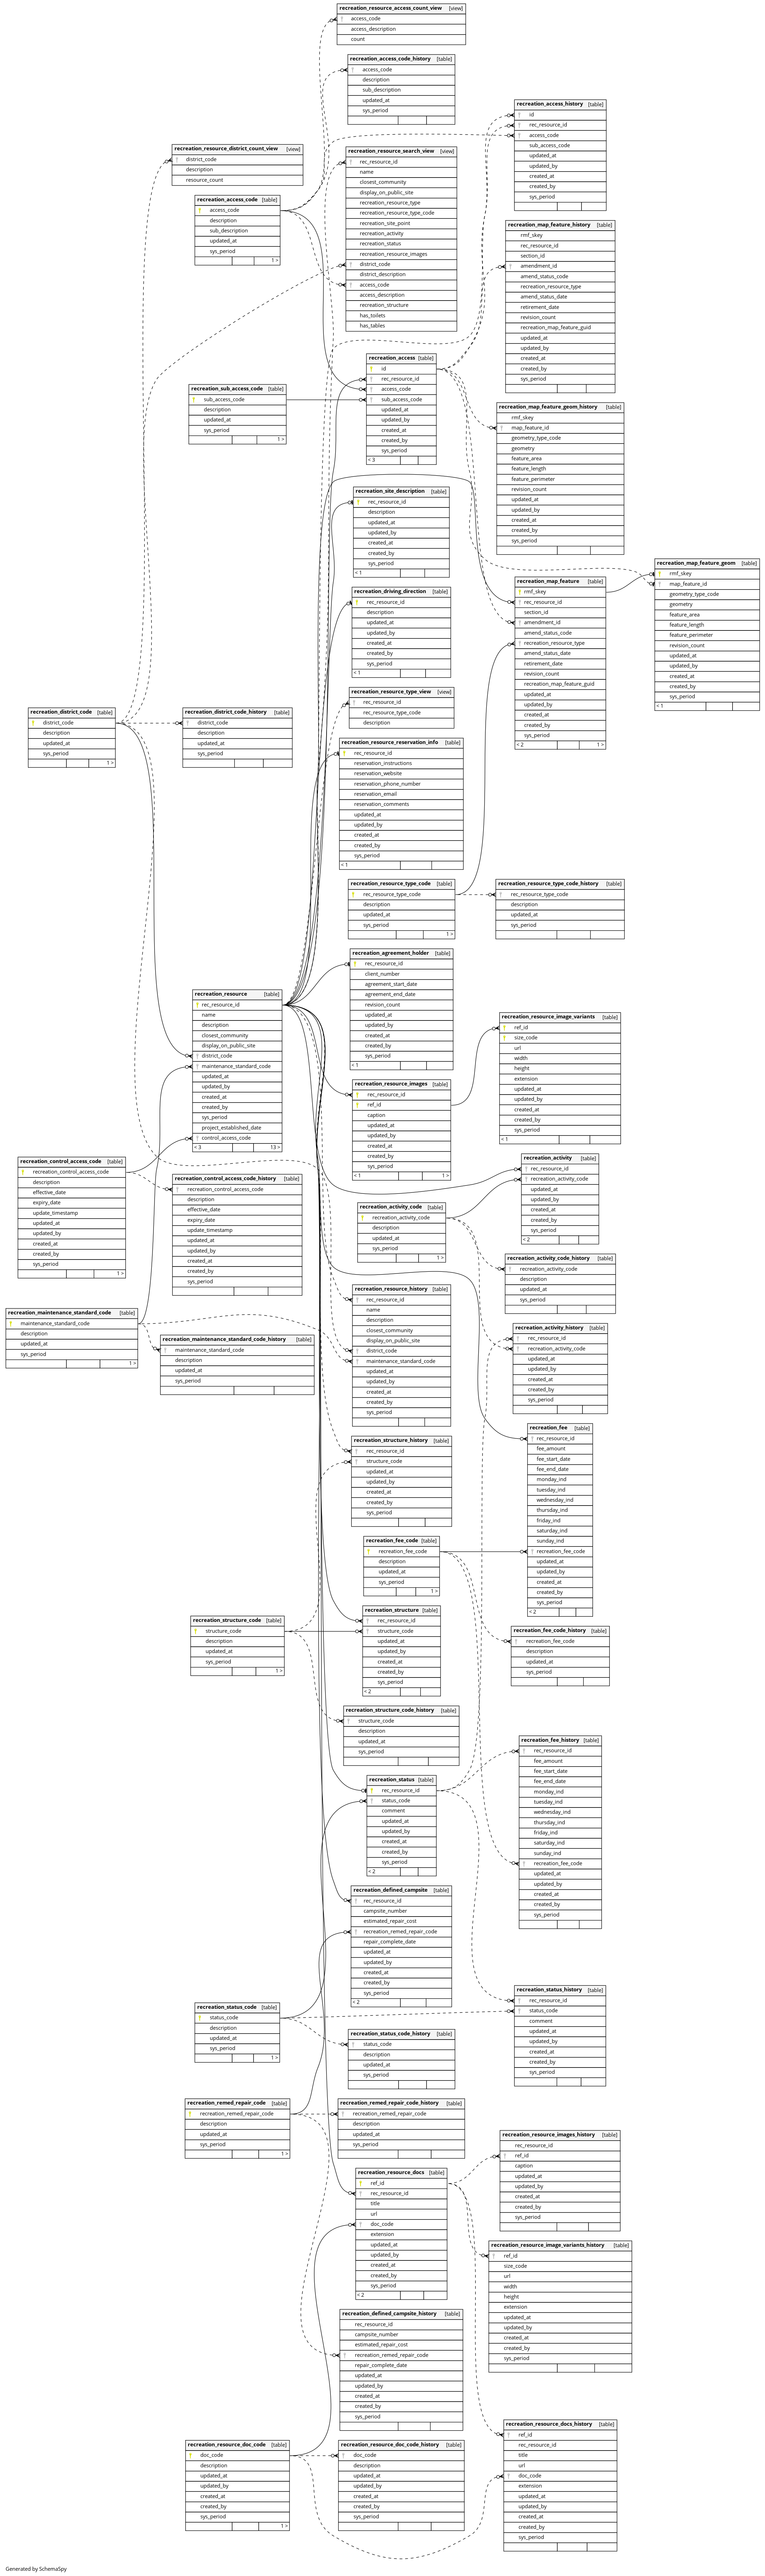 recreation_resource_access_count_view [view]
access_code
access_description
count
recreation_access_code_history [table]
access_code
description
sub_description
updated_at
sys_period
recreation_access_history [table]
id
rec_resource_id
access_code
sub_access_code
updated_at
updated_by
created_at
created_by
sys_period
recreation_resource_district_count_view [view]
district_code
description
resource_count
recreation_resource_search_view [view]
rec_resource_id
name
closest_community
display_on_public_site
recreation_resource_type
recreation_resource_type_code
recreation_site_point
recreation_activity
recreation_status
recreation_resource_images
district_code
district_description
access_code
access_description
recreation_structure
has_toilets
has_tables
recreation_access_code [table]
access_code
description
sub_description
updated_at
sys_period
1 >
recreation_map_feature_history [table]
rmf_skey
rec_resource_id
section_id
amendment_id
amend_status_code
recreation_resource_type
amend_status_date
retirement_date
revision_count
recreation_map_feature_guid
updated_at
updated_by
created_at
created_by
sys_period
recreation_access [table]
id
rec_resource_id
access_code
sub_access_code
updated_at
updated_by
created_at
created_by
sys_period
< 3
recreation_sub_access_code [table]
sub_access_code
description
updated_at
sys_period
1 >
recreation_map_feature_geom_history [table]
rmf_skey
map_feature_id
geometry_type_code
geometry
feature_area
feature_length
feature_perimeter
revision_count
updated_at
updated_by
created_at
created_by
sys_period
recreation_site_description [table]
rec_resource_id
description
updated_at
updated_by
created_at
created_by
sys_period
< 1
recreation_map_feature_geom [table]
rmf_skey
map_feature_id
geometry_type_code
geometry
feature_area
feature_length
feature_perimeter
revision_count
updated_at
updated_by
created_at
created_by
sys_period
< 1
recreation_map_feature [table]
rmf_skey
rec_resource_id
section_id
amendment_id
amend_status_code
recreation_resource_type
amend_status_date
retirement_date
revision_count
recreation_map_feature_guid
updated_at
updated_by
created_at
created_by
sys_period
< 2 1 >
recreation_driving_direction [table]
rec_resource_id
description
updated_at
updated_by
created_at
created_by
sys_period
< 1
recreation_resource_type_view [view]
rec_resource_id
rec_resource_type_code
description
recreation_district_code [table]
district_code
description
updated_at
sys_period
1 >
recreation_district_code_history [table]
district_code
description
updated_at
sys_period
recreation_resource_reservation_info [table]
rec_resource_id
reservation_instructions
reservation_website
reservation_phone_number
reservation_email
reservation_comments
updated_at
updated_by
created_at
created_by
sys_period
< 1
recreation_resource_type_code [table]
rec_resource_type_code
description
updated_at
sys_period
1 >
recreation_resource_type_code_history [table]
rec_resource_type_code
description
updated_at
sys_period
recreation_agreement_holder [table]
rec_resource_id
client_number
agreement_start_date
agreement_end_date
revision_count
updated_at
updated_by
created_at
created_by
sys_period
< 1
recreation_resource [table]
rec_resource_id
name
description
closest_community
display_on_public_site
district_code
maintenance_standard_code
updated_at
updated_by
created_at
created_by
sys_period
project_established_date
control_access_code
< 3 13 >
recreation_resource_image_variants [table]
ref_id
size_code
url
width
height
extension
updated_at
updated_by
created_at
created_by
sys_period
< 1
recreation_resource_images [table]
rec_resource_id
ref_id
caption
updated_at
updated_by
created_at
created_by
sys_period
< 1 1 >
recreation_activity [table]
rec_resource_id
recreation_activity_code
updated_at
updated_by
created_at
created_by
sys_period
< 2
recreation_control_access_code [table]
recreation_control_access_code
description
effective_date
expiry_date
update_timestamp
updated_at
updated_by
created_at
created_by
sys_period
1 >
recreation_control_access_code_history [table]
recreation_control_access_code
description
effective_date
expiry_date
update_timestamp
updated_at
updated_by
created_at
created_by
sys_period
recreation_activity_code [table]
recreation_activity_code
description
updated_at
sys_period
1 >
recreation_activity_code_history [table]
recreation_activity_code
description
updated_at
sys_period
recreation_resource_history [table]
rec_resource_id
name
description
closest_community
display_on_public_site
district_code
maintenance_standard_code
updated_at
updated_by
created_at
created_by
sys_period
recreation_maintenance_standard_code [table]
maintenance_standard_code
description
updated_at
sys_period
1 >
recreation_maintenance_standard_code_history [table]
maintenance_standard_code
description
updated_at
sys_period
recreation_activity_history [table]
rec_resource_id
recreation_activity_code
updated_at
updated_by
created_at
created_by
sys_period
recreation_fee [table]
rec_resource_id
fee_amount
fee_start_date
fee_end_date
monday_ind
tuesday_ind
wednesday_ind
thursday_ind
friday_ind
saturday_ind
sunday_ind
recreation_fee_code
updated_at
updated_by
created_at
created_by
sys_period
< 2
recreation_structure_history [table]
rec_resource_id
structure_code
updated_at
updated_by
created_at
created_by
sys_period
recreation_fee_code [table]
recreation_fee_code
description
updated_at
sys_period
1 >
recreation_structure [table]
rec_resource_id
structure_code
updated_at
updated_by
created_at
created_by
sys_period
< 2
recreation_structure_code [table]
structure_code
description
updated_at
sys_period
1 >
recreation_fee_code_history [table]
recreation_fee_code
description
updated_at
sys_period
recreation_structure_code_history [table]
structure_code
description
updated_at
sys_period
recreation_fee_history [table]
rec_resource_id
fee_amount
fee_start_date
fee_end_date
monday_ind
tuesday_ind
wednesday_ind
thursday_ind
friday_ind
saturday_ind
sunday_ind
recreation_fee_code
updated_at
updated_by
created_at
created_by
sys_period
recreation_status [table]
rec_resource_id
status_code
comment
updated_at
updated_by
created_at
created_by
sys_period
< 2
recreation_defined_campsite [table]
rec_resource_id
campsite_number
estimated_repair_cost
recreation_remed_repair_code
repair_complete_date
updated_at
updated_by
created_at
created_by
sys_period
< 2
recreation_status_history [table]
rec_resource_id
status_code
comment
updated_at
updated_by
created_at
created_by
sys_period
recreation_status_code [table]
status_code
description
updated_at
sys_period
1 >
recreation_status_code_history [table]
status_code
description
updated_at
sys_period
recreation_remed_repair_code [table]
recreation_remed_repair_code
description
updated_at
sys_period
1 >
recreation_remed_repair_code_history [table]
recreation_remed_repair_code
description
updated_at
sys_period
recreation_resource_images_history [table]
rec_resource_id
ref_id
caption
updated_at
updated_by
created_at
created_by
sys_period
recreation_resource_docs [table]
ref_id
rec_resource_id
title
url
doc_code
extension
updated_at
updated_by
created_at
created_by
sys_period
< 2
recreation_resource_image_variants_history [table]
ref_id
size_code
url
width
height
extension
updated_at
updated_by
created_at
created_by
sys_period
recreation_defined_campsite_history [table]
rec_resource_id
campsite_number
estimated_repair_cost
recreation_remed_repair_code
repair_complete_date
updated_at
updated_by
created_at
created_by
sys_period
recreation_resource_docs_history [table]
ref_id
rec_resource_id
title
url
doc_code
extension
updated_at
updated_by
created_at
created_by
sys_period
recreation_resource_doc_code [table]
doc_code
description
updated_at
updated_by
created_at
created_by
sys_period
1 >
recreation_resource_doc_code_history [table]
doc_code
description
updated_at
updated_by
created_at
created_by
sys_period
Generated by SchemaSpy